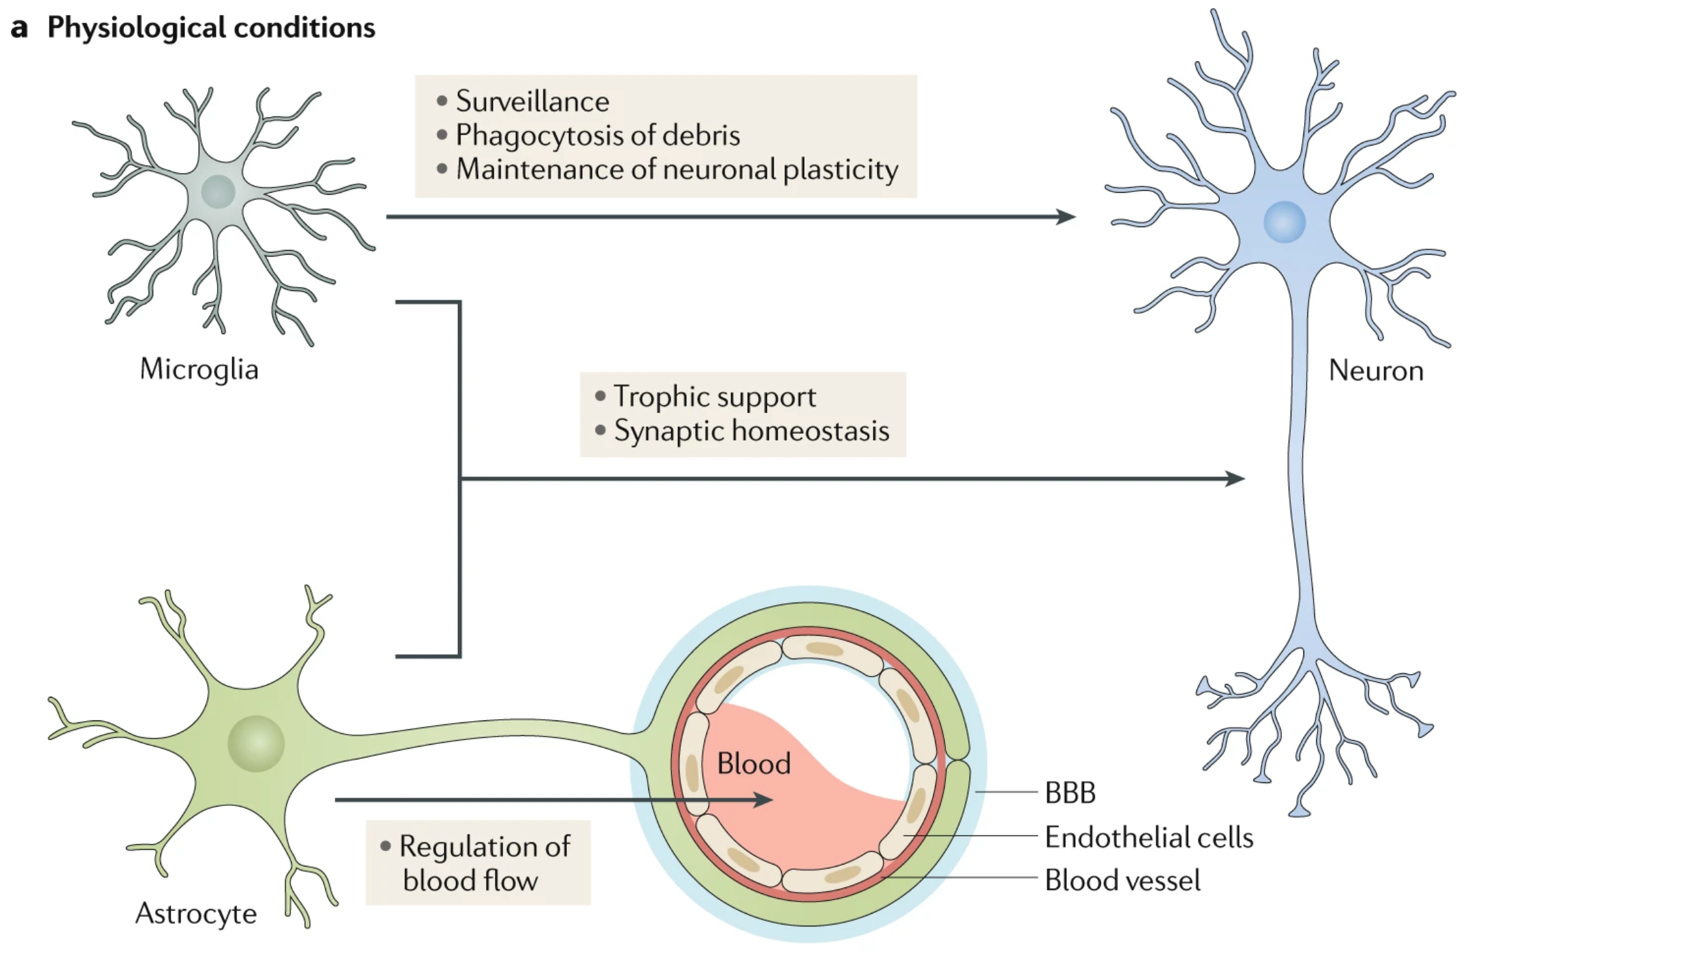 a Physiological conditions
• Surveillance
• Phagocytosis of debris
• Maintenance of neuronal plasticity
Microglia
Neuron
• Trophic support
• Synaptic homeostasis
Blood
BBB
Endothelial cells
Blood vessel
• Regulation of
blood flow
Astrocyte